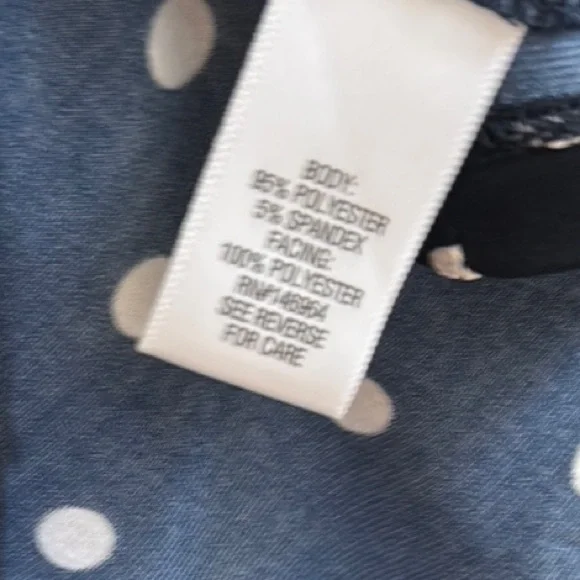 BODY:
95% POLYESTER
5% SPANDEX
FACING:
100% POLYESTER
RN#146964
SEE REVERSE
FOR CARE